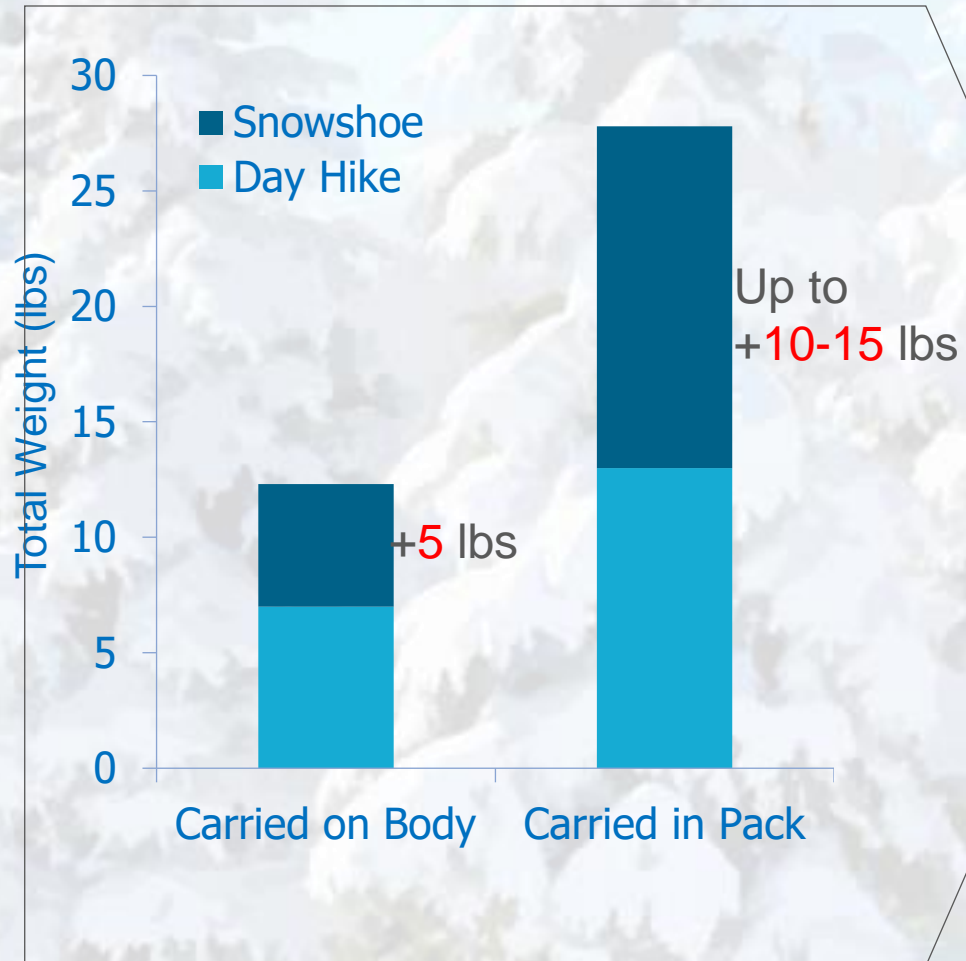 Total Weight (lbs)
30
25
20
15
10
5
0
Snowshoe
Day Hike
+5 lbs
Up to
+10-15 lbs
Carried on Body
Carried in Pack